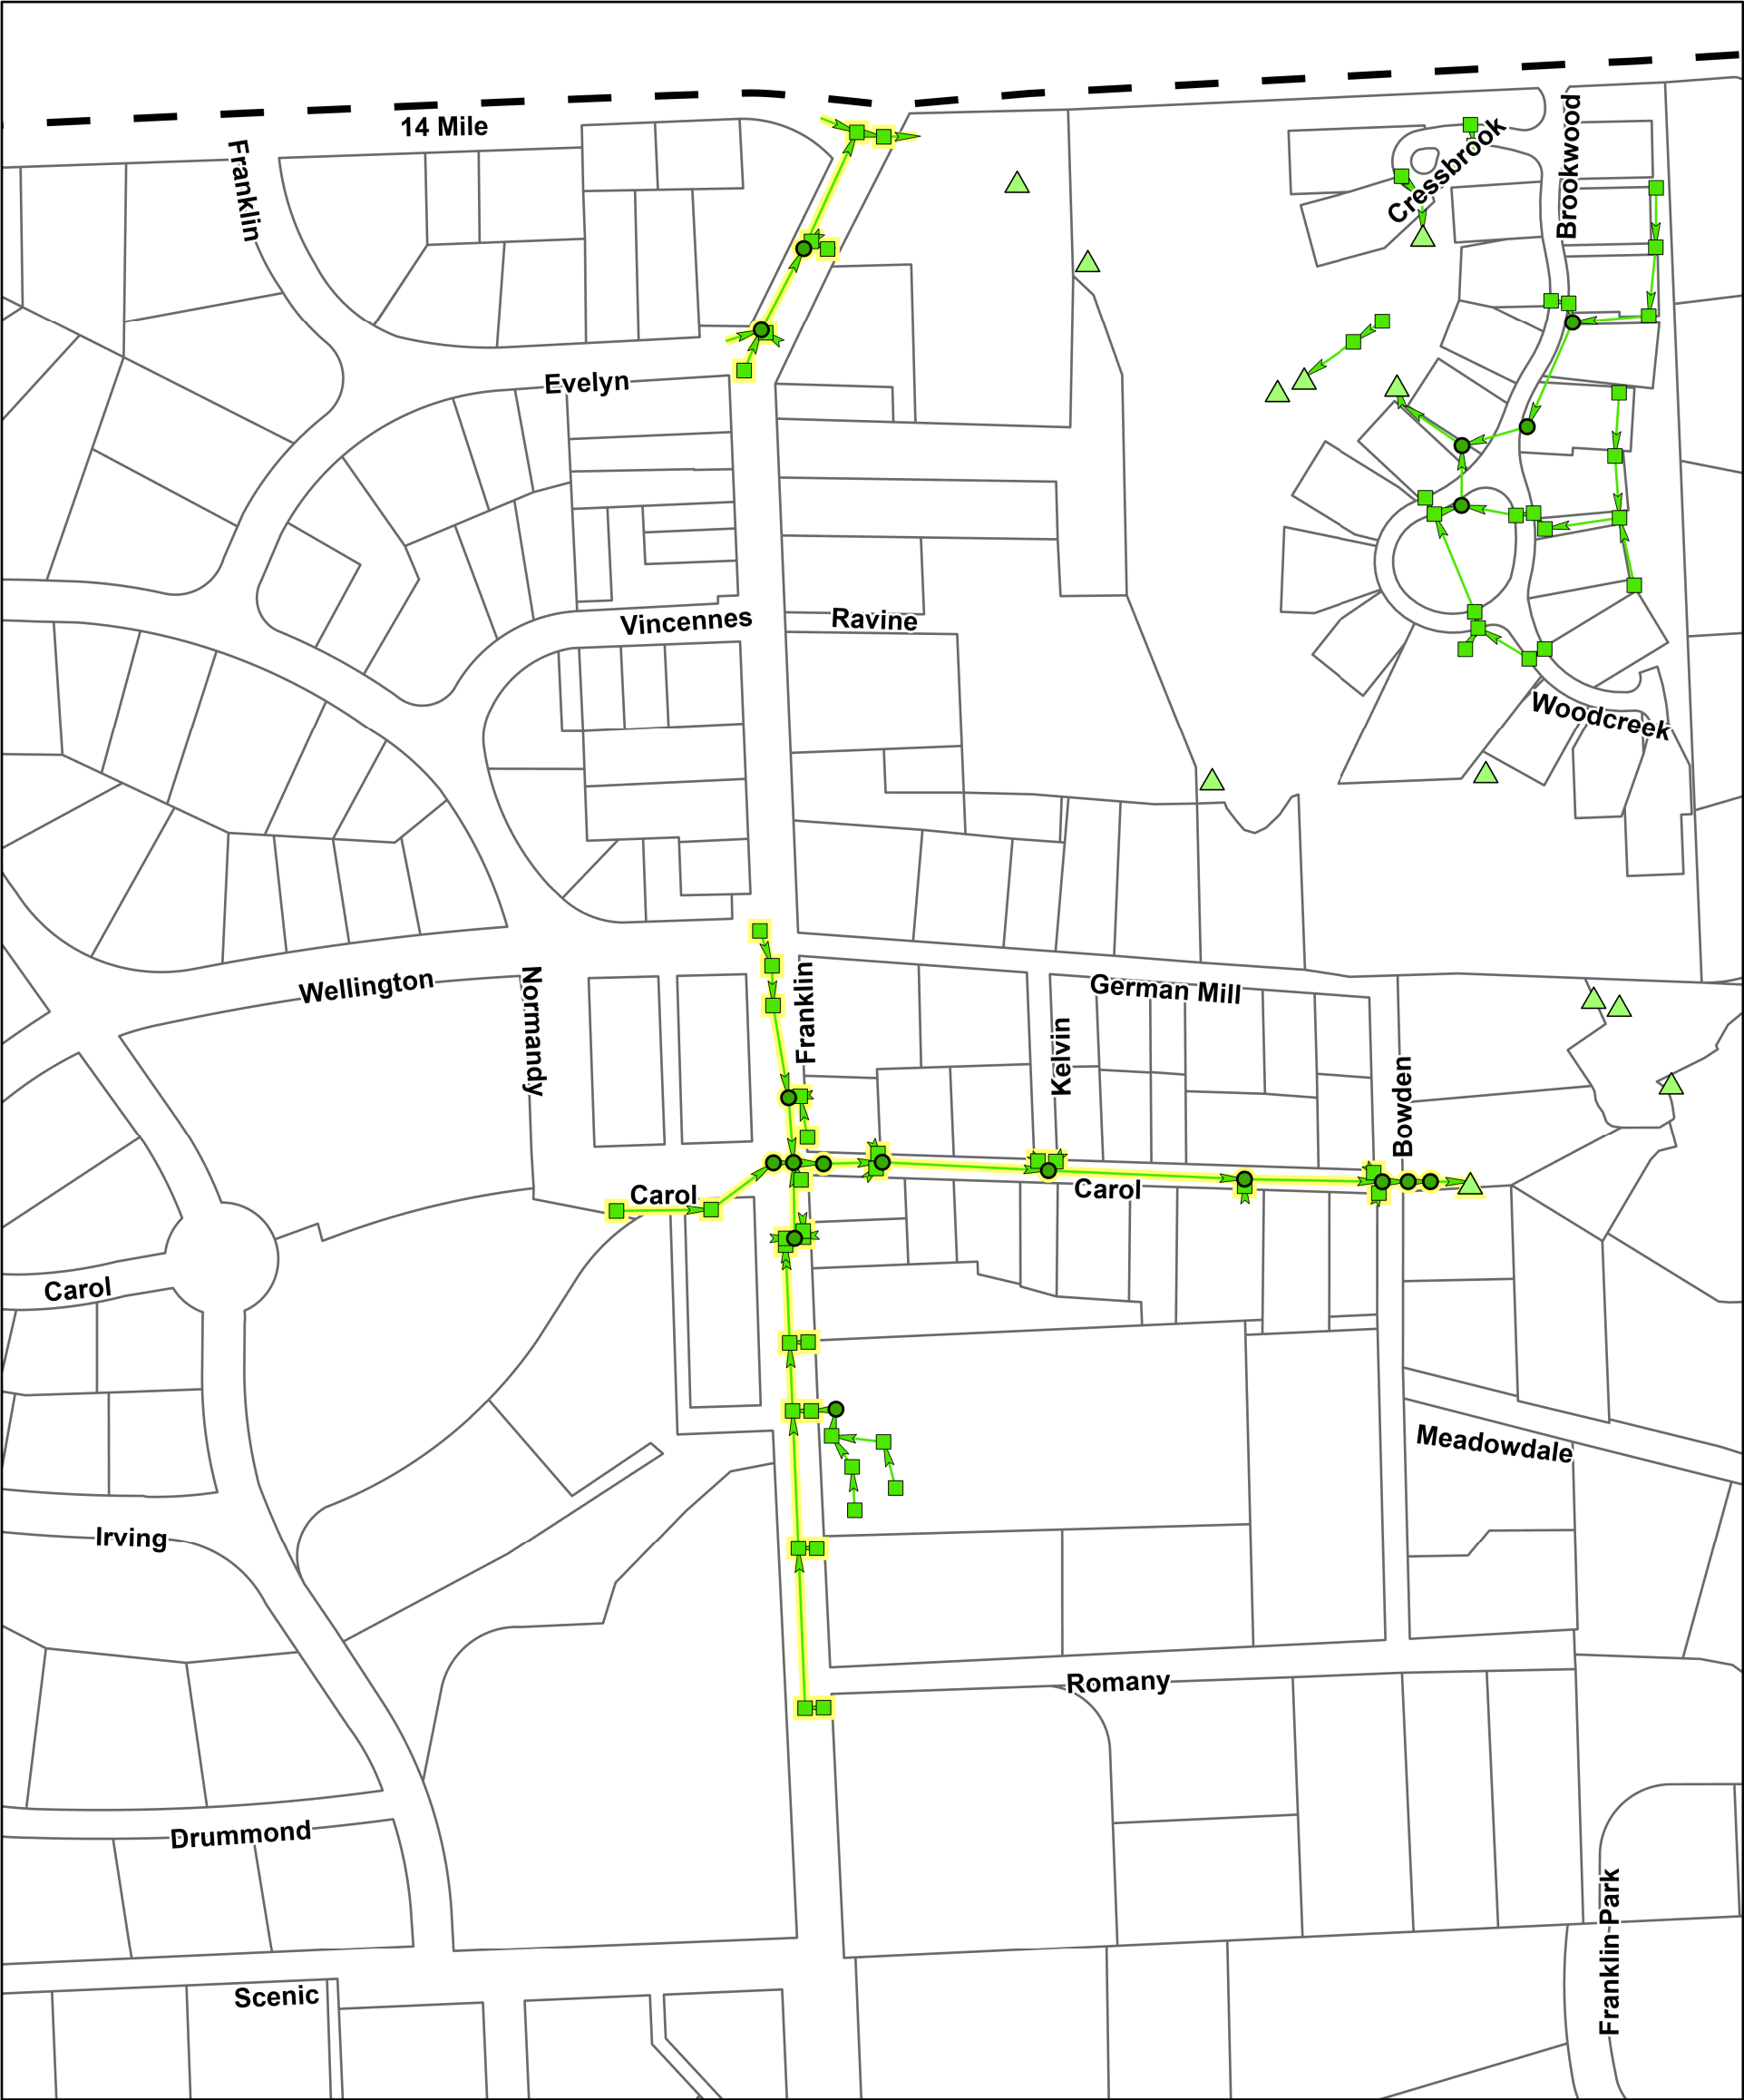 14 Mile
Franklin
Cressbrook
Brookwood
Evelyn
Vincennes
Ravine
Woodcreek
Wellington
Normandy
Franklin
German Mill
Kelvin
Bowden
Carol
Carol
Carol
Meadowdale
Irving
Romany
Drummond
Franklin-Park
Scenic